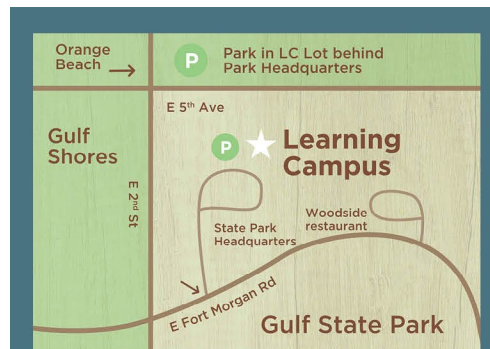 Orange
Beach
P
Park in LC Lot behind
Park Headquarters
E 5th Ave
Gulf
Shores
P
Learning
Campus
E 2nd St
State Park
Headquarters
Woodside
restaurant
E Fort Morgan Rd
Gulf State Park